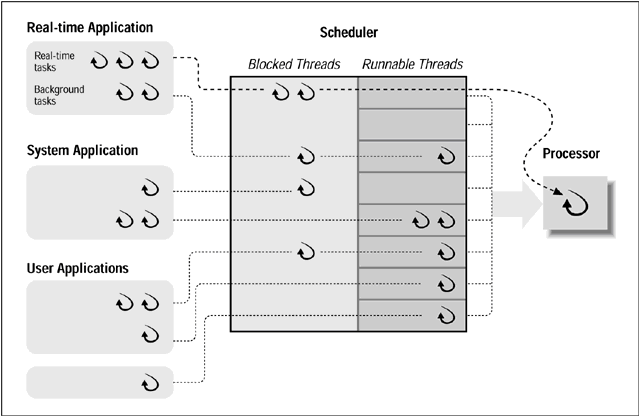 Real-time Application
Scheduler
Real-time
tasks
Blocked Threads
Runnable Threads
Background
tasks
System Application
Processor
User Applications